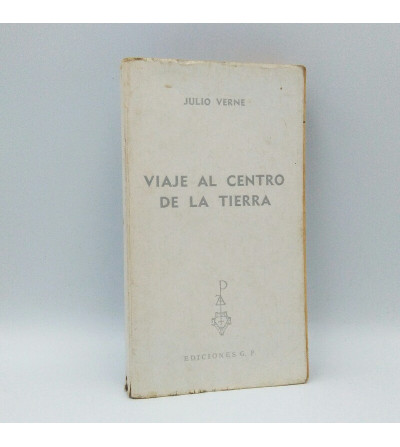 JULIO VERNE
VIAJE AL CENTRO
DE LA TIERRA
EDICIONES G. P